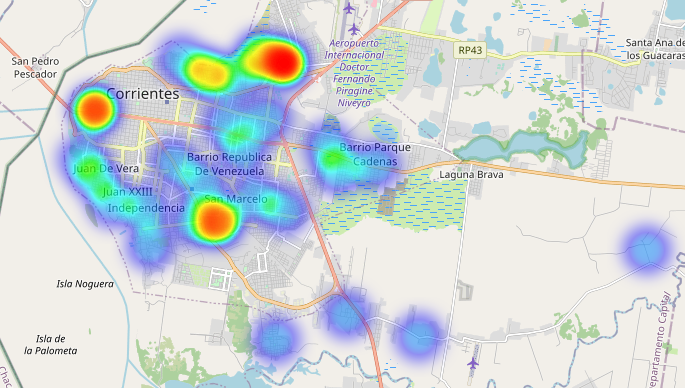 Aeropuerto
Internacional
Doctor
Fernando
Piragine
Niveyro
RP43
Santa Ana de
los Guacaras
San Pedro
Pescador
Corrientes
Barrio Parque
Cadenas
Barrio Republica
De Venezuela
Juan De Vera
Laguna Brava
Juan XXIII
San Marcelo
Independencia
Isla Noguera
Isla de
la Palometa
Departamento Capital
Chac